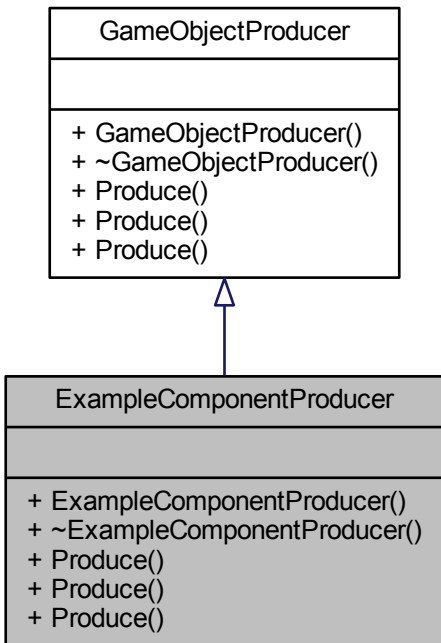 GameObjectProducer
+ GameObjectProducer()
+ ~GameObjectProducer()
+ Produce()
+ Produce()
+ Produce()
ExampleComponentProducer
+ ExampleComponentProducer()
+ ~ExampleComponentProducer()
+ Produce()
+ Produce()
+ Produce()